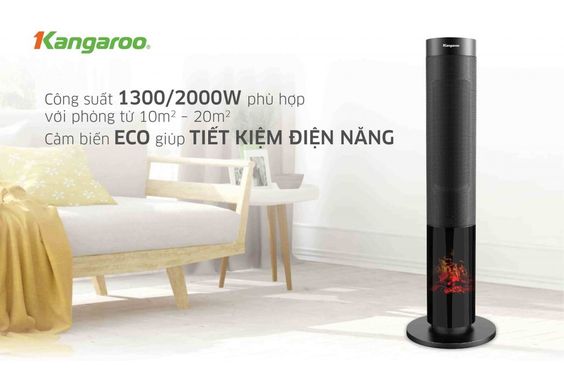 Kangaroo®
Công suất 1300/2000W phù hợp
với phòng từ 10m² – 20m²
Cảm biến ECO giúp TIẾT KIỆM ĐIỆN NĂNG
Kangaroo